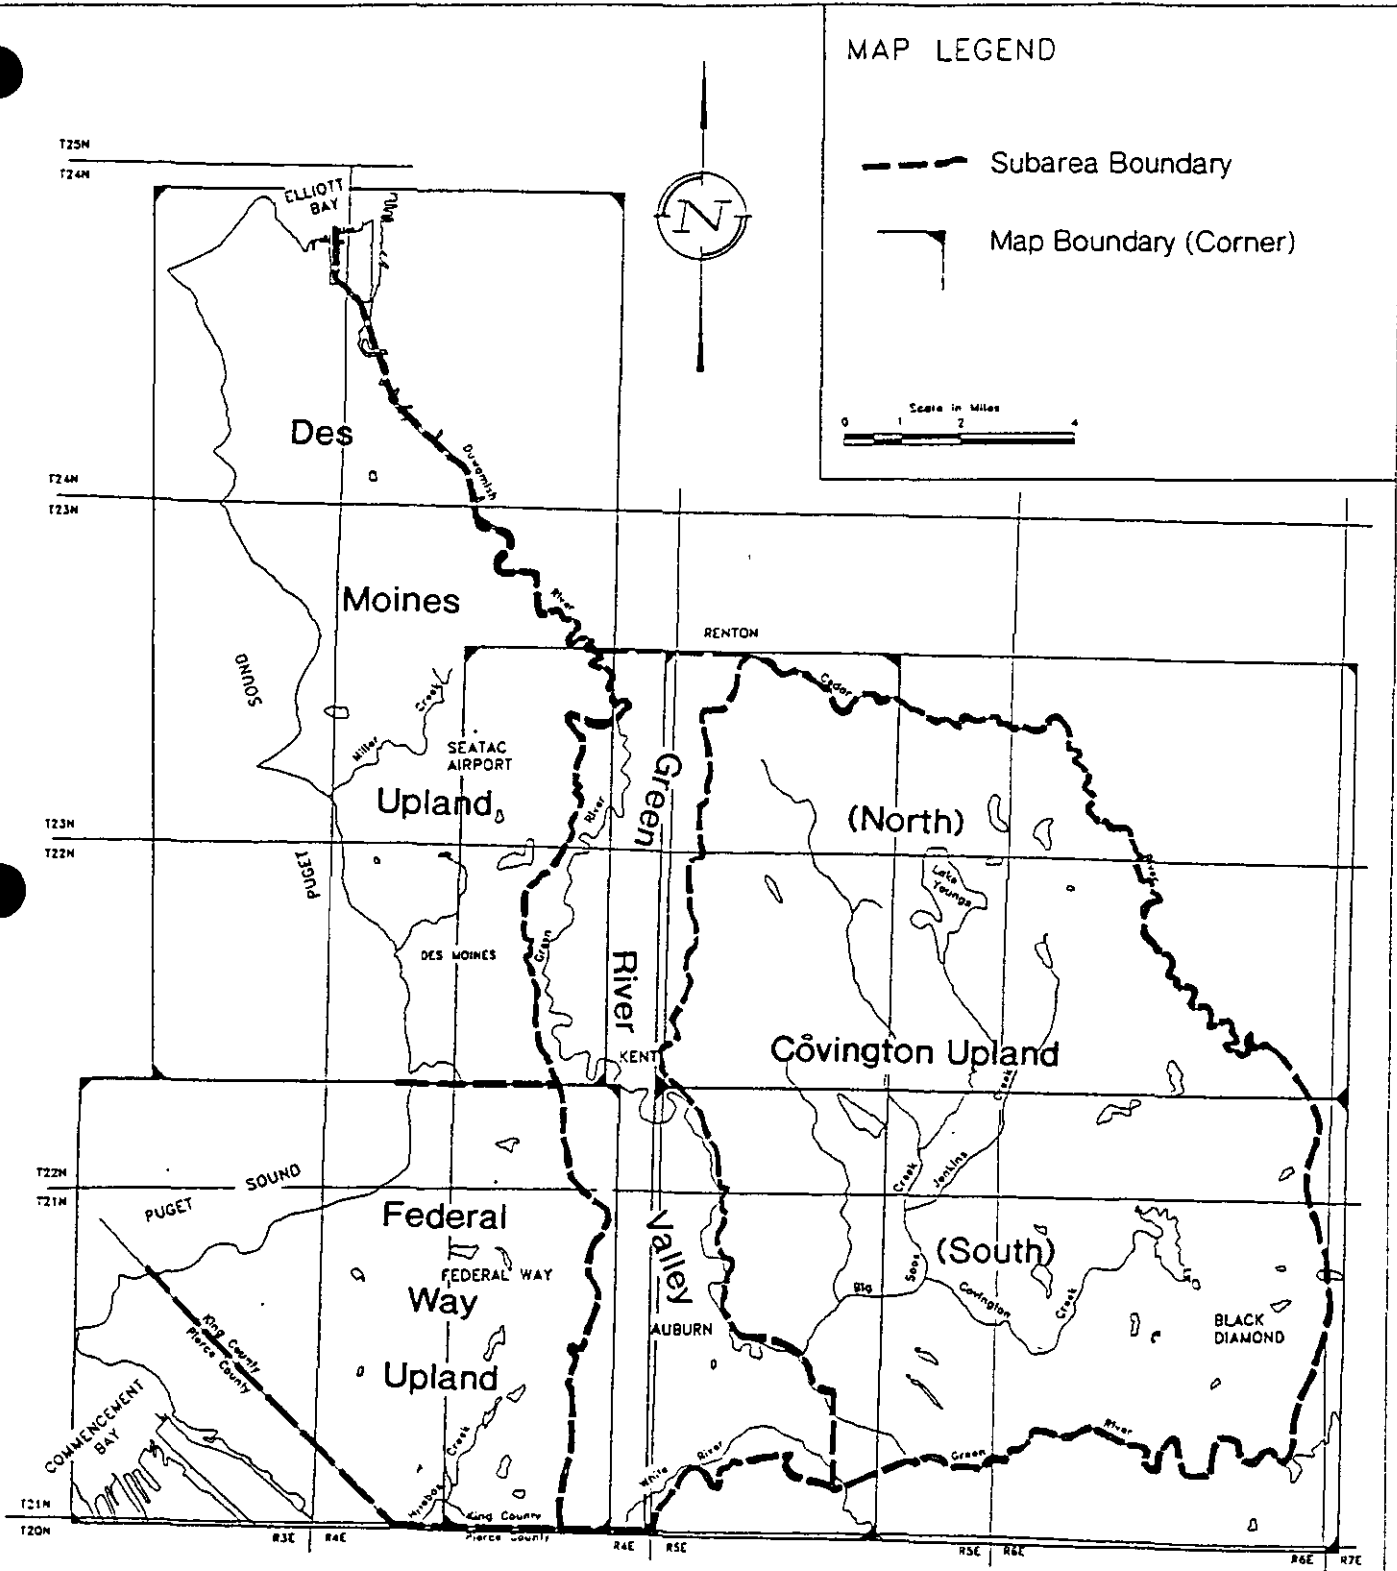 MAP LEGEND
Subarea Boundary
Map Boundary (Corner)
Scale in Miles
0 1 2 4
N
T25N
T24N
ELLIOTT
BAY
Des
Duwamish
T24N
T23N
Moines
River
RENTON
Cedar
SOUND
Creek
Miller
SEATAC
AIRPORT
Green
Upland
River
(North)
T23N
T22N
PUGET
Lake
Youngs
River
DES MOINES
Green
River
KENT
Covington Upland
Creek
T22N
T21N
PUGET SOUND
Creek
Jenkins
Federal
Valley
(South)
FEDERAL WAY
Way
Big
Soos
Covington
Creek
AUBURN
BLACK
DIAMOND
King County
Pierce County
Upland
COMMENCEMENT
BAY
Creek
Hylebos
White River
Green
River
T21N
T20N
King County
Pierce County
R3E R4E
R4E R5E
R5E R6E
R6E R7E